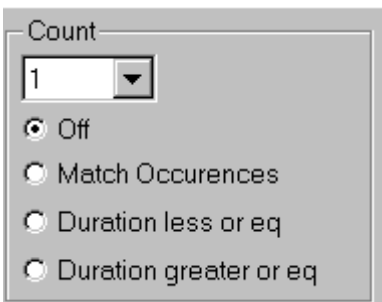 Count
1
Off
Match Occurences
Duration less or eq
Duration greater or eq